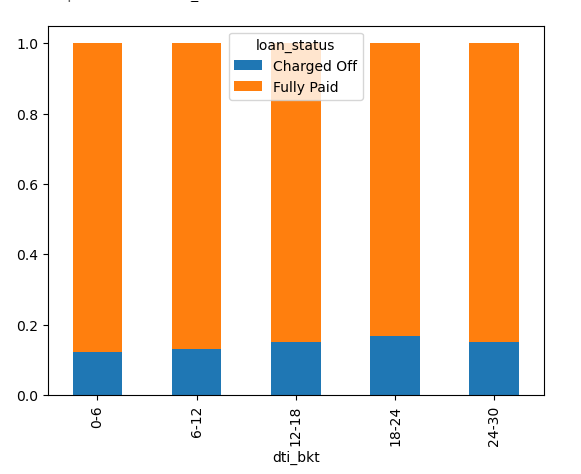 loan_status
Charged Off
Fully Paid
1.0
0.8
0.6
0.4
0.2
0.0
0-6
6-12
12-18
18-24
24-30
dti_bkt